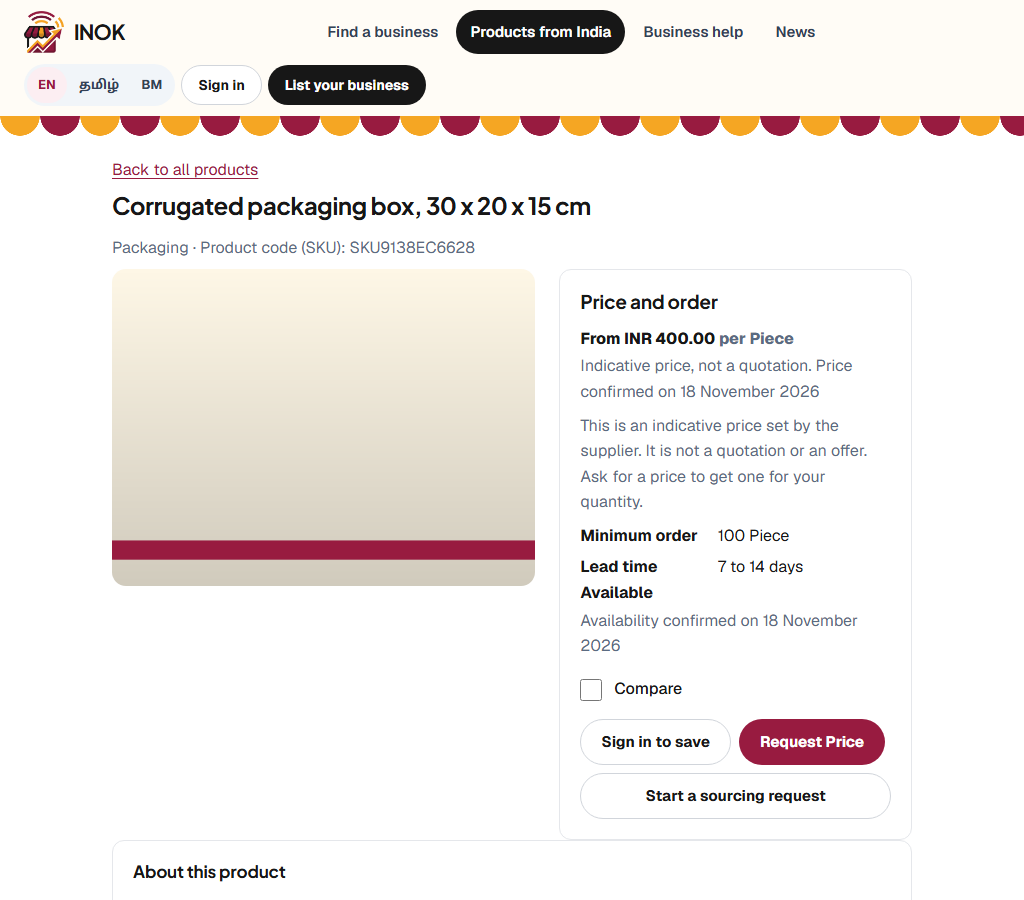 INOK
Find a business
Products from India
Business help
News
EN
தமிழ்
BM
Sign in
List your business
Back to all products
Corrugated packaging box, 30 x 20 x 15 cm
Packaging · Product code (SKU): SKU9138EC6628
Price and order
From INR 400.00 per Piece
Indicative price, not a quotation. Price
confirmed on 18 November 2026
This is an indicative price set by the
supplier. It is not a quotation or an offer.
Ask for a price to get one for your
quantity.
Minimum order 100 Piece
Lead time 7 to 14 days
Available
Availability confirmed on 18 November
2026
Compare
Sign in to save
Request Price
Start a sourcing request
About this product